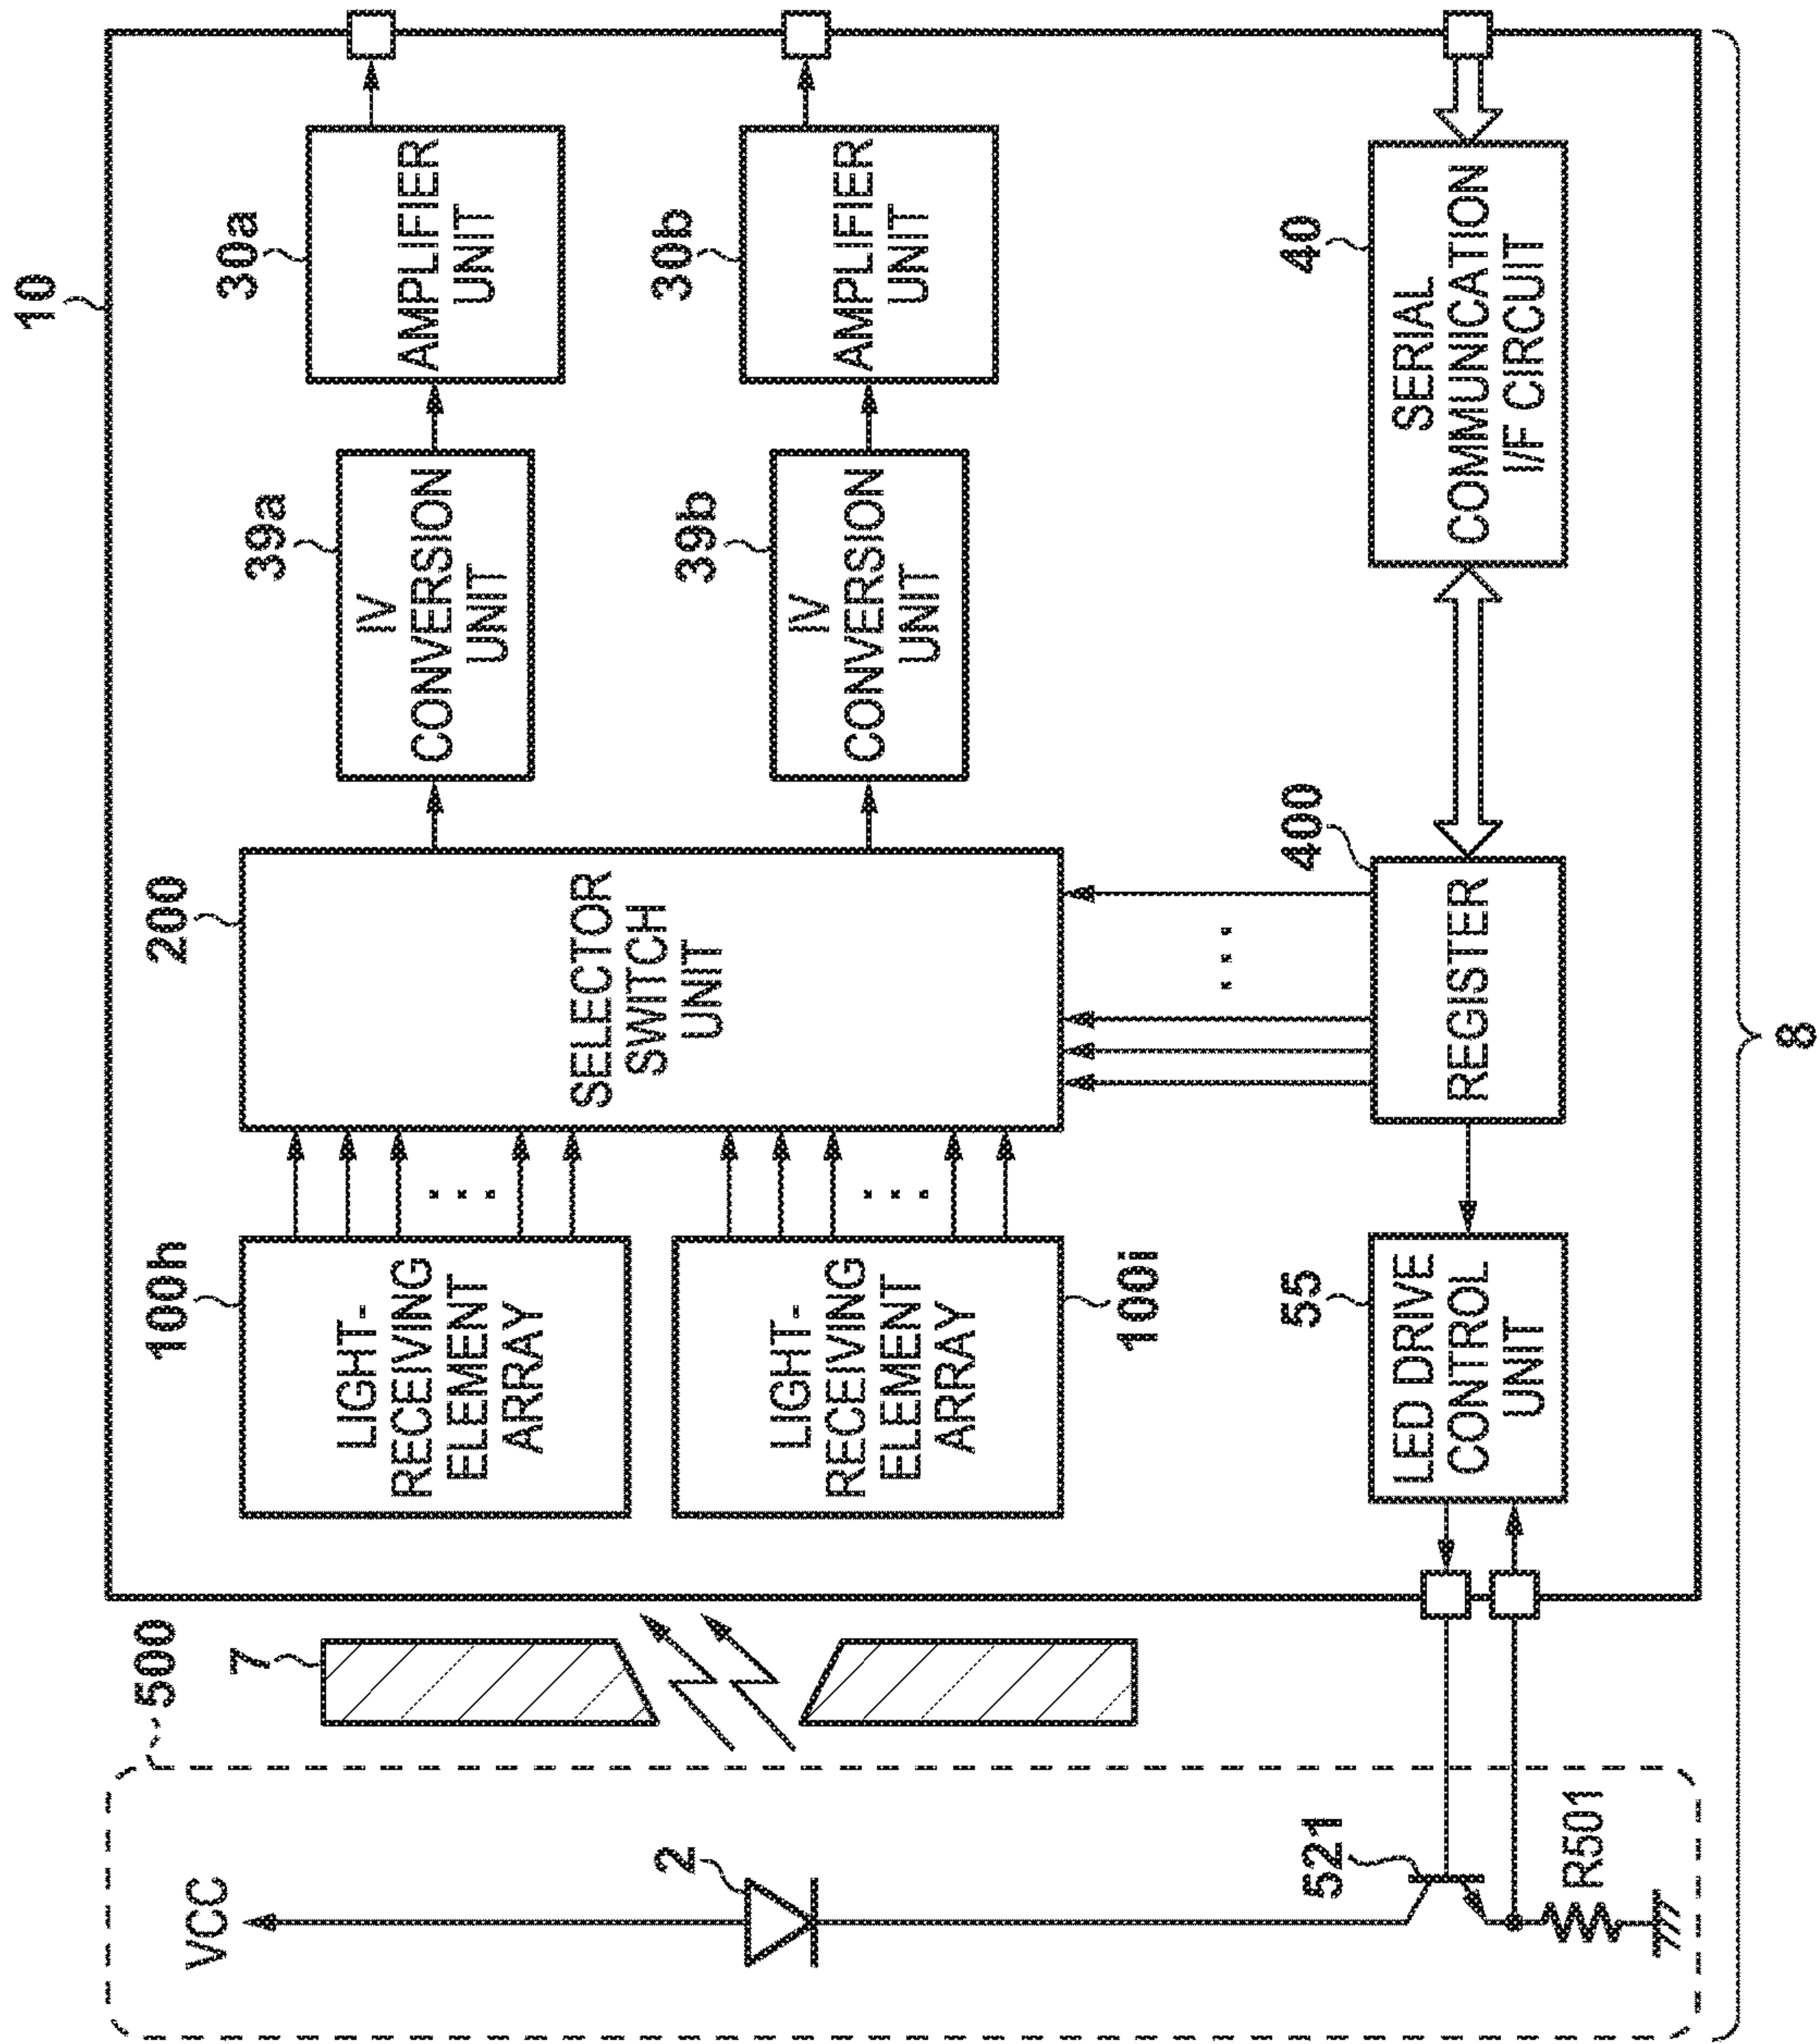 10
500
7
100h
200
39a
30a
LIGHT-
RECEIVING
ELEMENT
ARRAY
SELECTOR
SWITCH
UNIT
IV
CONVERSION
UNIT
AMPLIFIER
UNIT
VCC
2
39b
30b
LIGHT-
RECEIVING
ELEMENT
ARRAY
IV
CONVERSION
UNIT
AMPLIFIER
UNIT
100i
521
55
400
40
LED DRIVE
CONTROL
UNIT
REGISTER
SERIAL
COMMUNICATION
I/F CIRCUIT
R501
8